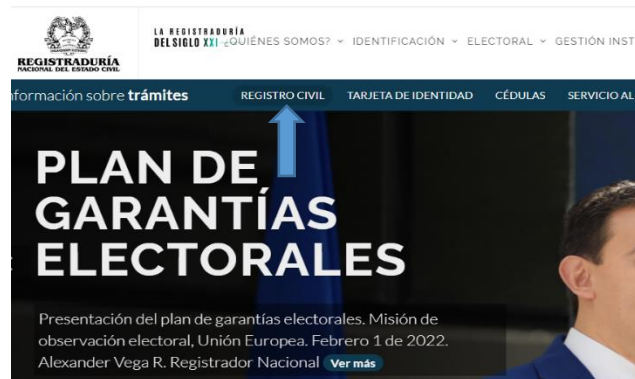 REGISTRADURÍA
NACIONAL DEL ESTADO CIVIL
LA REGISTRADURÍA
DEL SIGLO XXI
¿QUIÉNES SOMOS? IDENTIFICACIÓN ELECTORAL GESTIÓN INST
nformación sobre trámites REGISTRO CIVIL TARJETA DE IDENTIDAD CÉDULAS SERVICIO AL
PLAN DE
GARANTÍAS
ELECTORALES
Presentación del plan de garantías electorales. Misión de
observación electoral, Unión Europea. Febrero 1 de 2022.
Alexander Vega R. Registrador Nacional Ver más